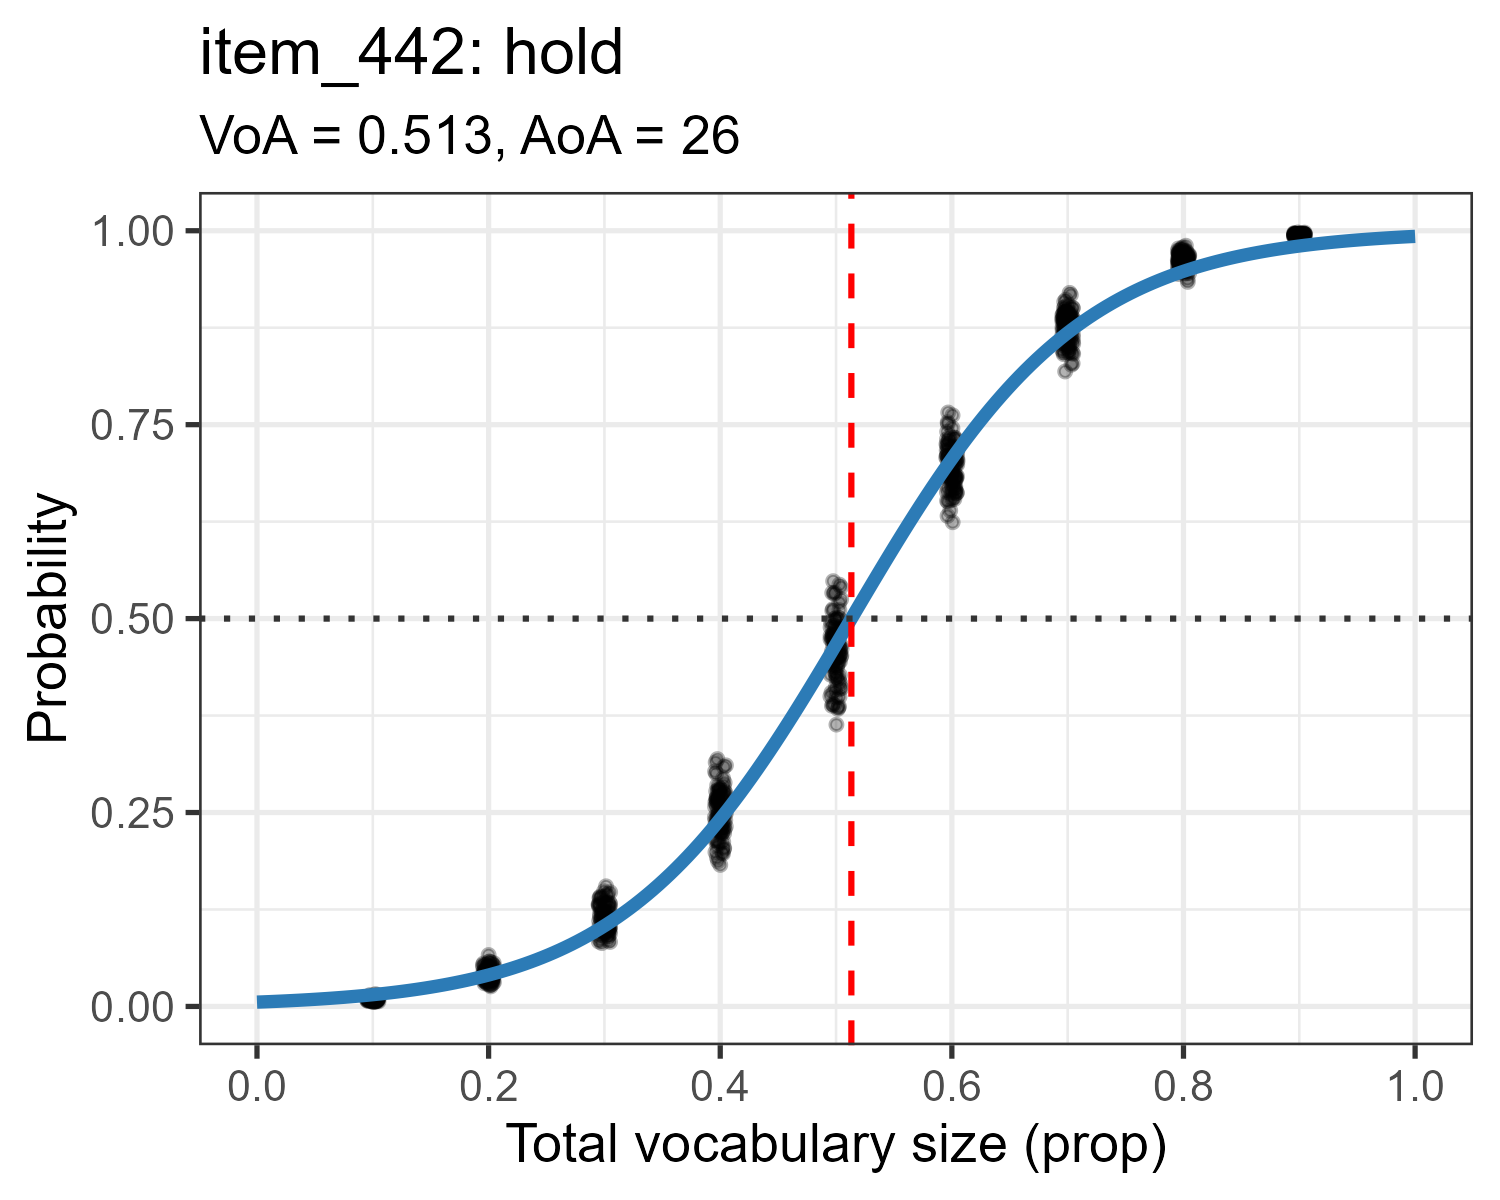 item_442: hold
VoA = 0.513, AoA = 26
Probability
1.00
0.75
0.50
0.25
0.00
0.0 0.2 0.4 0.6 0.8 1.0
Total vocabulary size (prop)